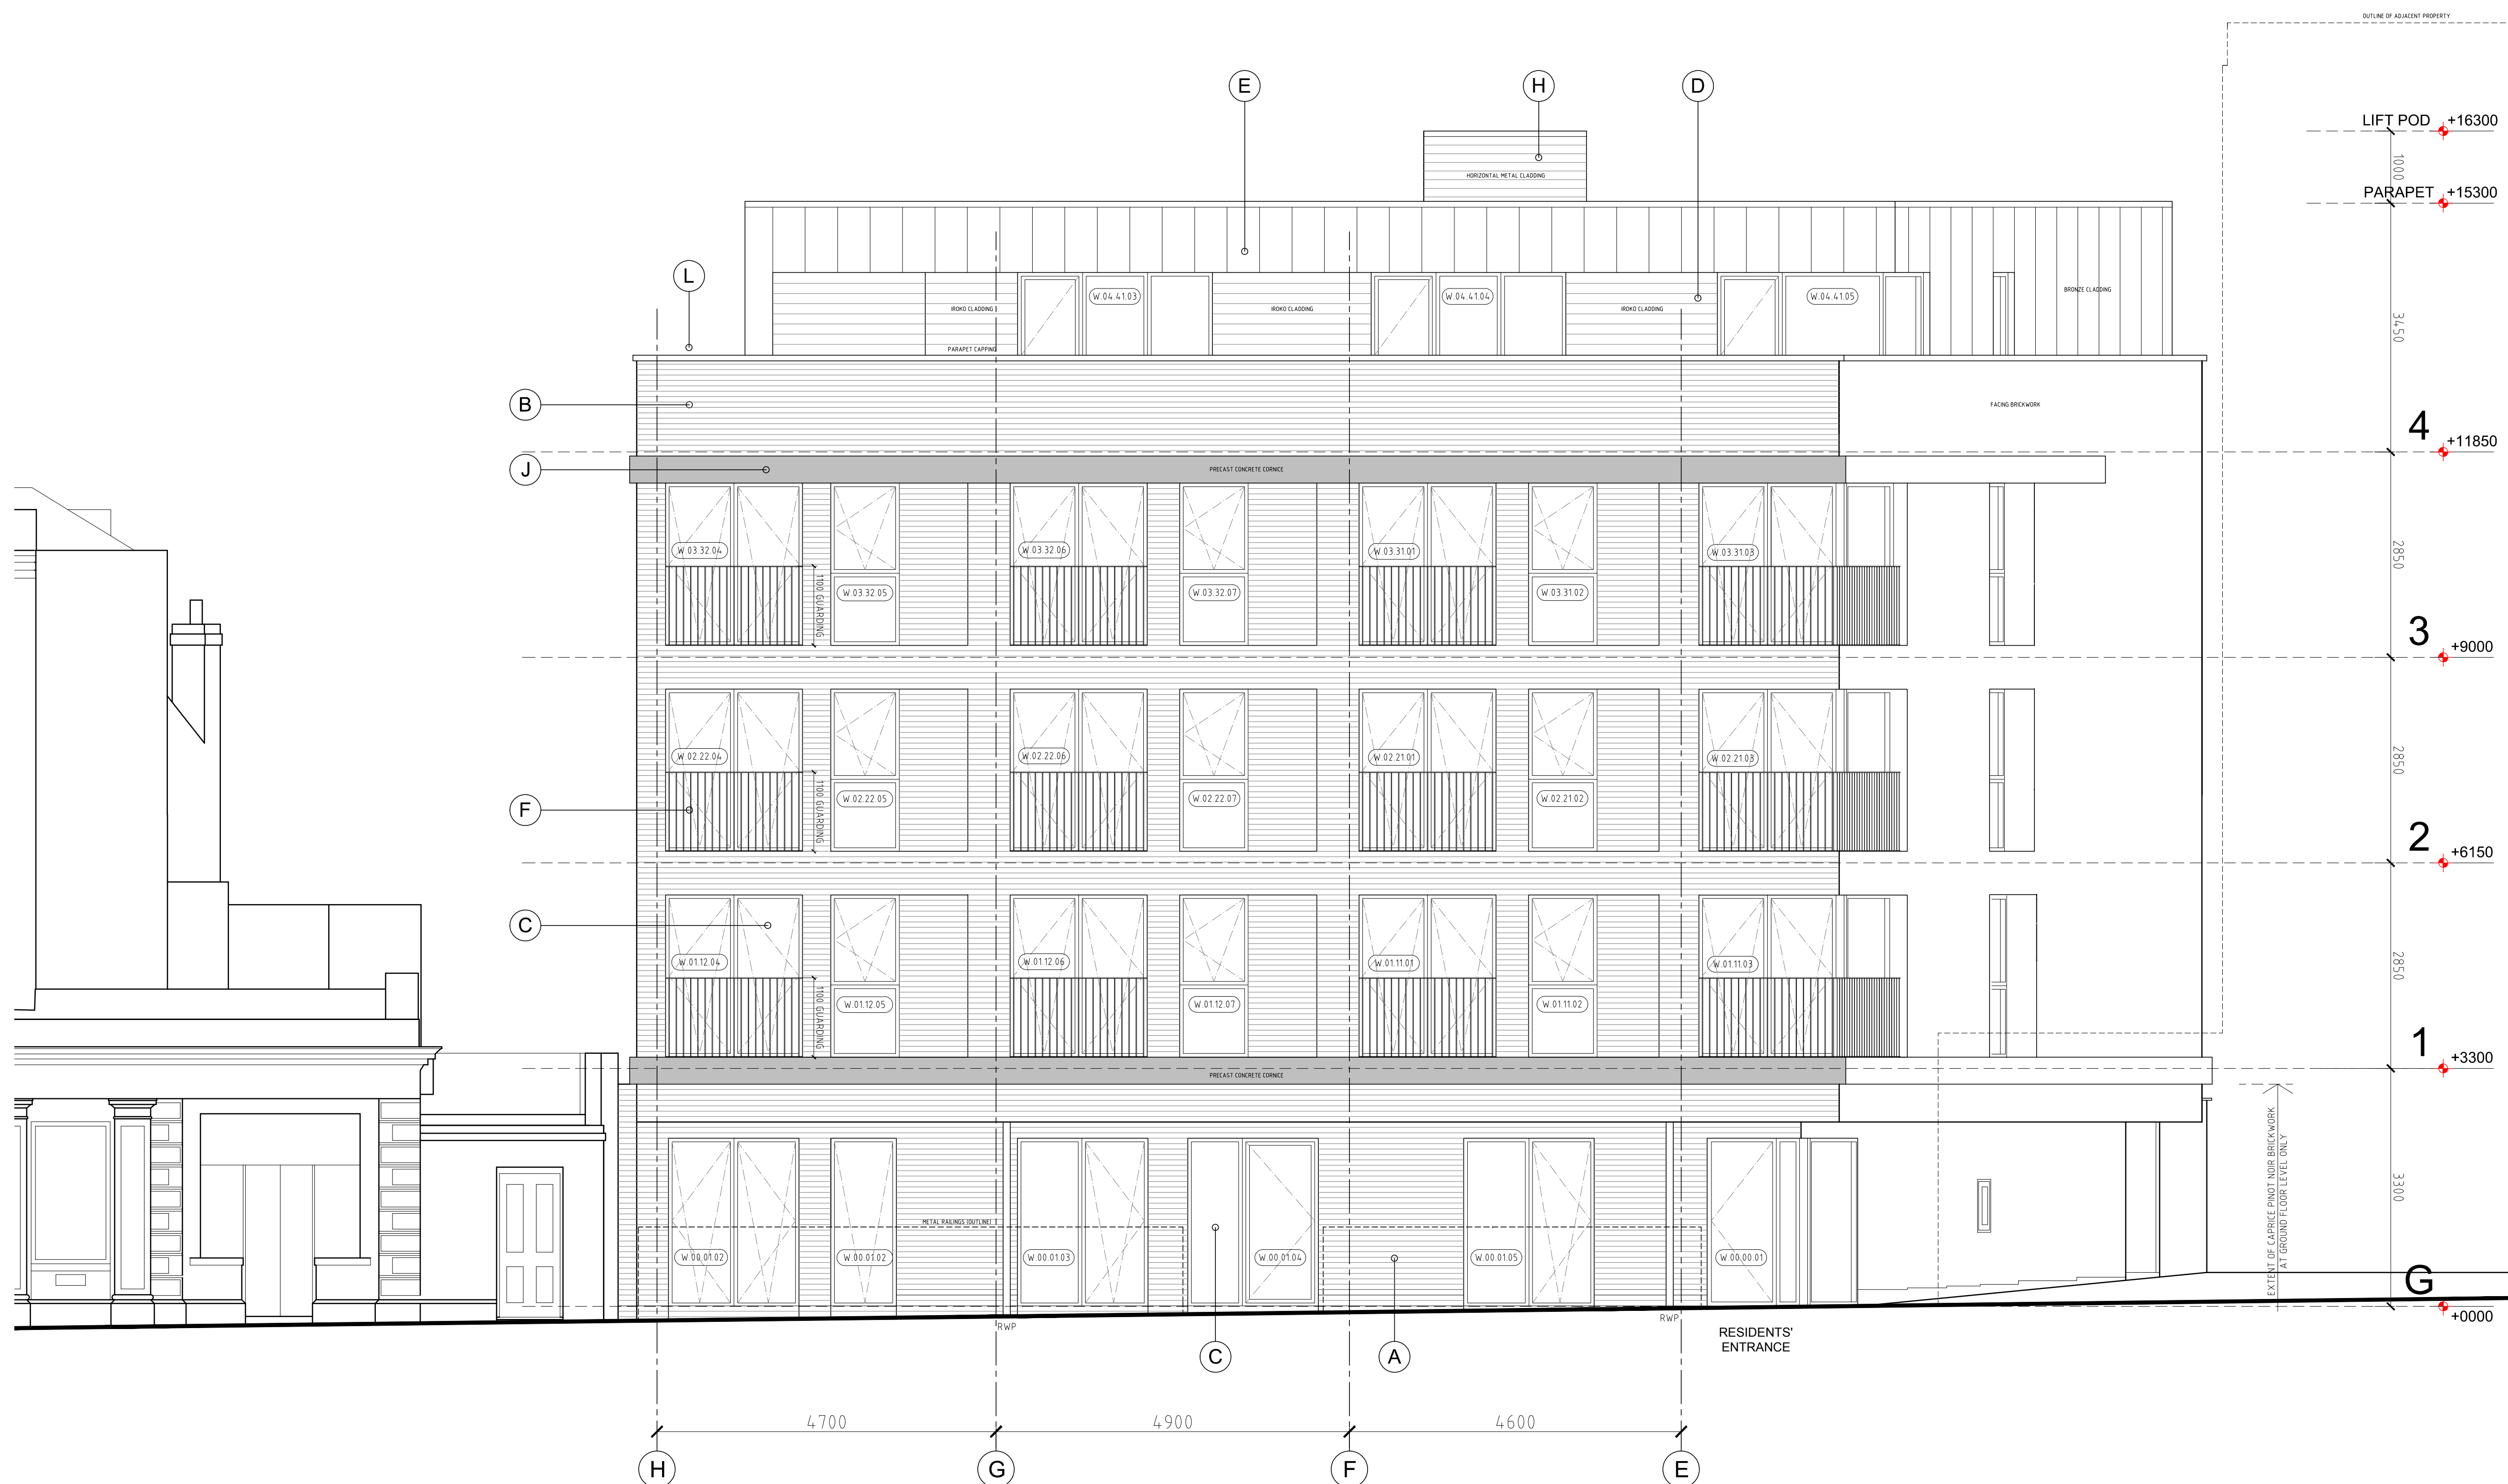 OUTLINE OF ADJACENT PROPERTY
E
H
D
LIFT POD +16300
1000
HORIZONTAL METAL CLADDING
PARAPET +15300
L
W.04.41.03
W.04.41.04
W.04.41.05
BRONZE CLADDING
IROKO CLADDING
IROKO CLADDING
IROKO CLADDING
3450
PARAPET CAPPING
B
FACING BRICKWORK
4 +11850
J
PRECAST CONCRETE CORNICE
W.03.32.04
W.03.32.06
W.03.31.01
W.03.31.03
2850
1100 GUARDING
W.03.32.05
W.03.32.07
W.03.31.02
3 +9000
W.02.22.04
W.02.22.06
W.02.21.01
W.02.21.03
2850
1100 GUARDING
W.02.22.05
W.02.22.07
W.02.21.02
F
2 +6150
C
W.01.12.04
W.01.12.06
W.01.11.01
W.01.11.03
2850
1100 GUARDING
W.01.12.05
W.01.12.07
W.01.11.02
1 +3300
PRECAST CONCRETE CORNICE
EXTENT OF CAPRICE PINOT NOIR BRICKWORK
AT GROUND FLOOR LEVEL ONLY
3300
METAL RAILINGS (OUTLINE)
W.00.01.02
W.00.01.02
W.00.01.03
W.00.01.04
W.00.01.05
W.00.00.01
G
+0000
RWP
RWP
RESIDENTS'
ENTRANCE
C
A
4700
4900
4600
H
G
F
E